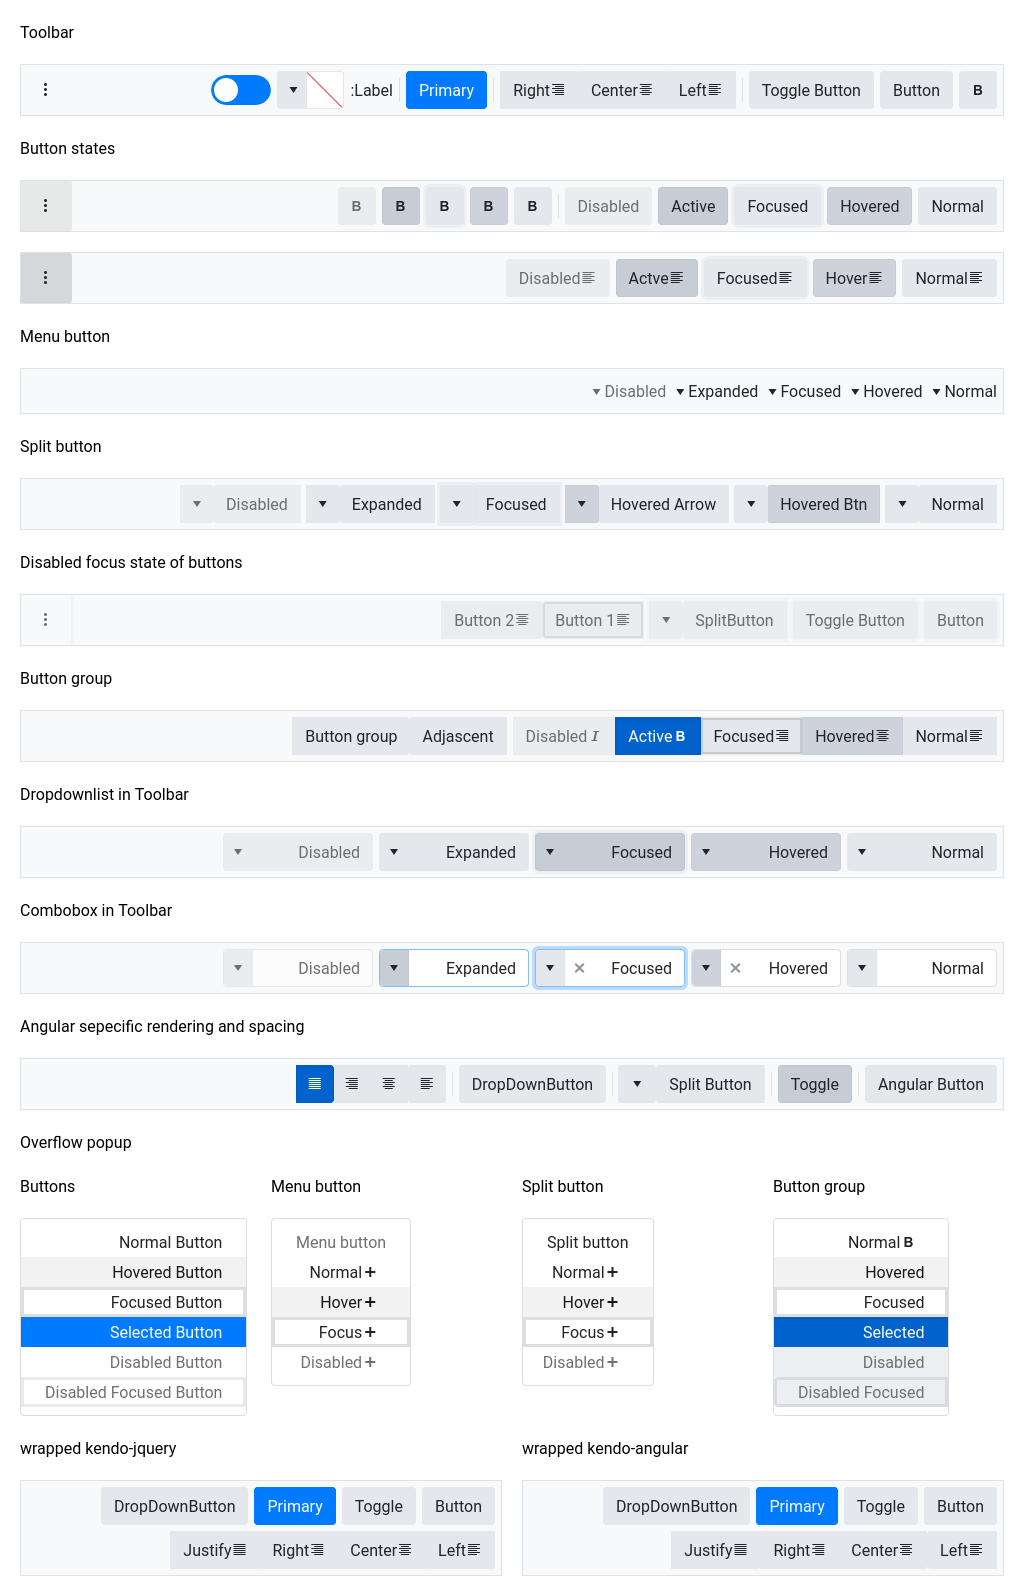 Toolbar
:Label Primary Right Center Left Toggle Button Button B
Button states
B B B B B Disabled Active Focused Hovered Normal
Disabled Actve Focused Hover Normal
Menu button
Disabled Expanded Focused Hovered Normal
Split button
Disabled Expanded Focused Hovered Arrow Hovered Btn Normal
Disabled focus state of buttons
Button 2 Button 1 SplitButton Toggle Button Button
Button group
Button group Adjascent Disabled I Active B Focused Hovered Normal
Dropdownlist in Toolbar
Disabled Expanded Focused Hovered Normal
Combobox in Toolbar
Disabled Expanded Focused Hovered Normal
Angular sepecific rendering and spacing
DropDownButton Split Button Toggle Angular Button
Overflow popup
Buttons Menu button Split button Button group
Normal Button Menu button Split button Normal B
Hovered Button Normal Normal Hovered
Focused Button Hover Hover Focused
Selected Button Focus Focus Selected
Disabled Button Disabled Disabled Disabled
Disabled Focused Button Disabled Focused
wrapped kendo-jquery wrapped kendo-angular
DropDownButton Primary Toggle Button DropDownButton Primary Toggle Button
Justify Right Center Left Justify Right Center Left